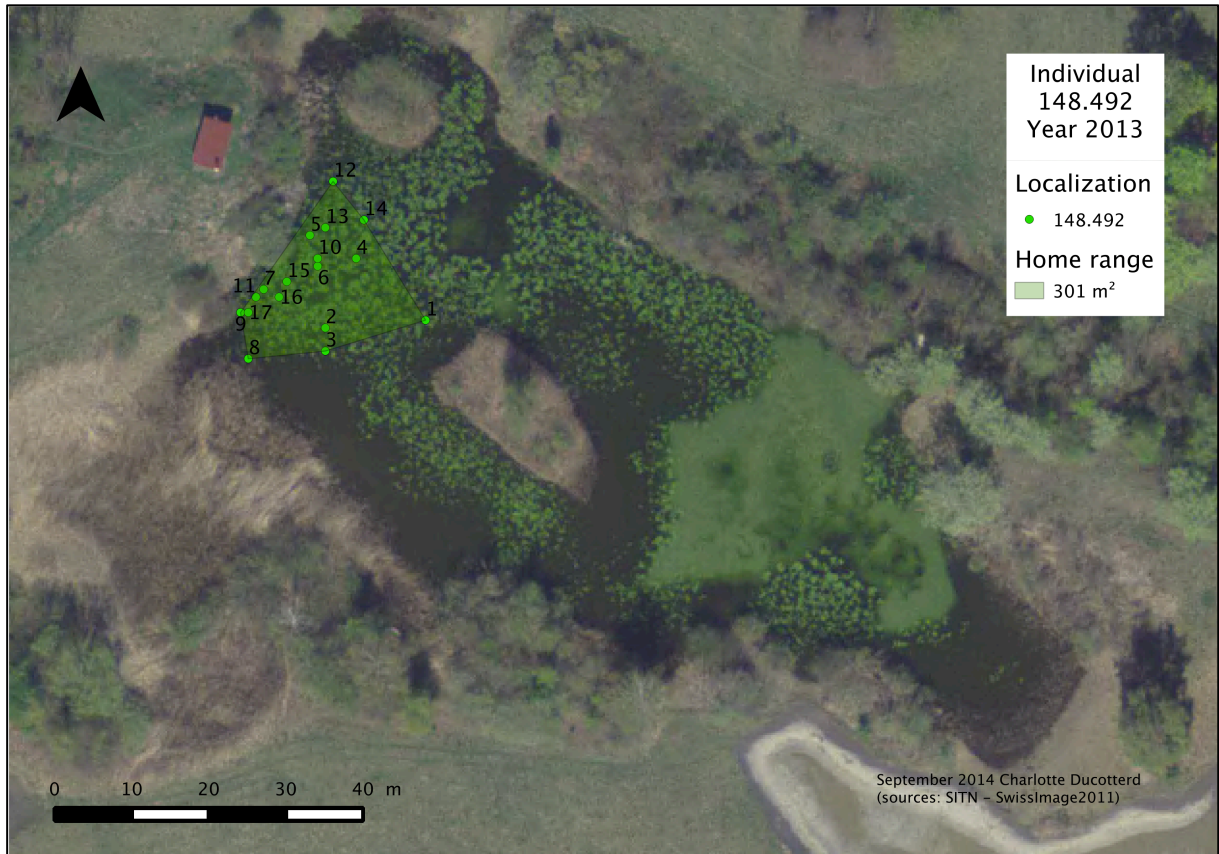 Individual
148.492
Year 2013
Localization
148.492
Home range
301 m²
12
14
13
5
10
4
15
6
7
11
16
9
17
2
1
3
8
0 10 20 30 40 m
September 2014 Charlotte Ducotterd
(sources: SITN - SwissImage2011)